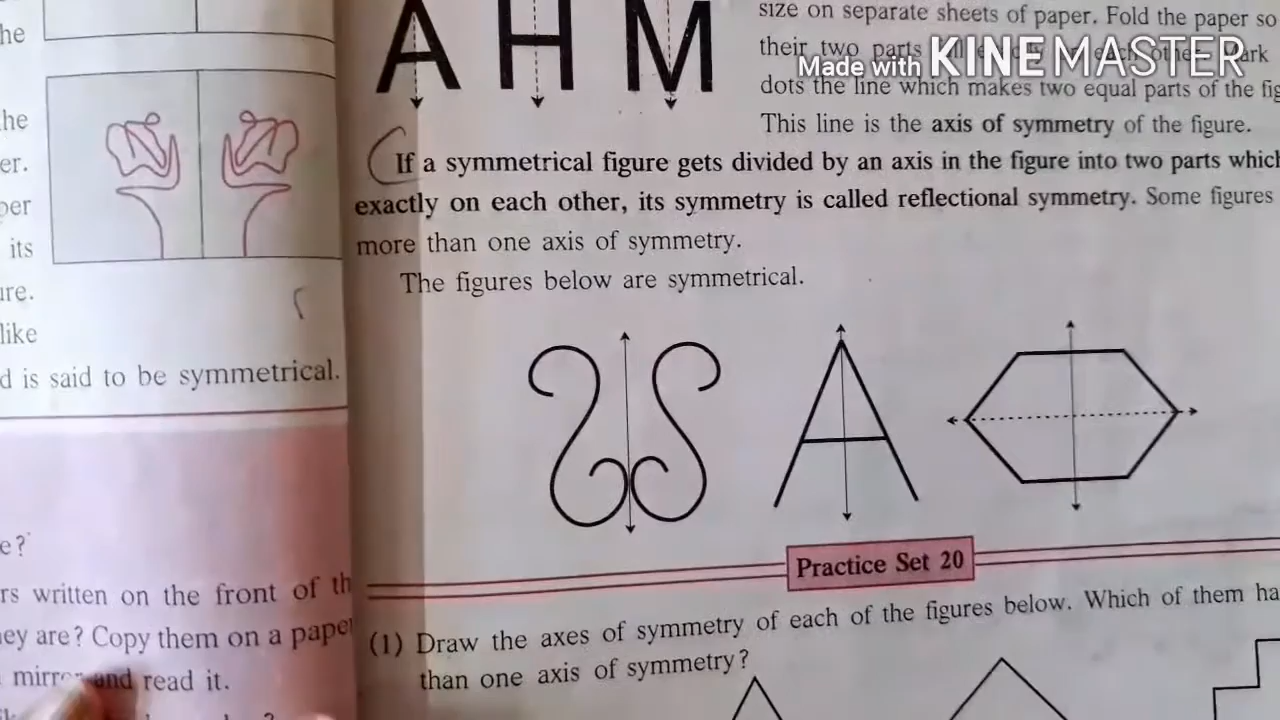 he
the
er.
per
its
ure.
like
d is said to be symmetrical.
e?
rs written on the front of th
ey are? Copy them on a paper
mirror and read it.
A H M
size on separate sheets of paper. Fold the paper so
their two parts
dots the line which makes two equal parts of the fig
This line is the axis of symmetry of the figure.
If a symmetrical figure gets divided by an axis in the figure into two parts which
exactly on each other, its symmetry is called reflectional symmetry. Some figures
more than one axis of symmetry.
The figures below are symmetrical.
Practice Set 20
(1) Draw the axes of symmetry of each of the figures below. Which of them ha
than one axis of symmetry?
Made with KINEMASTER